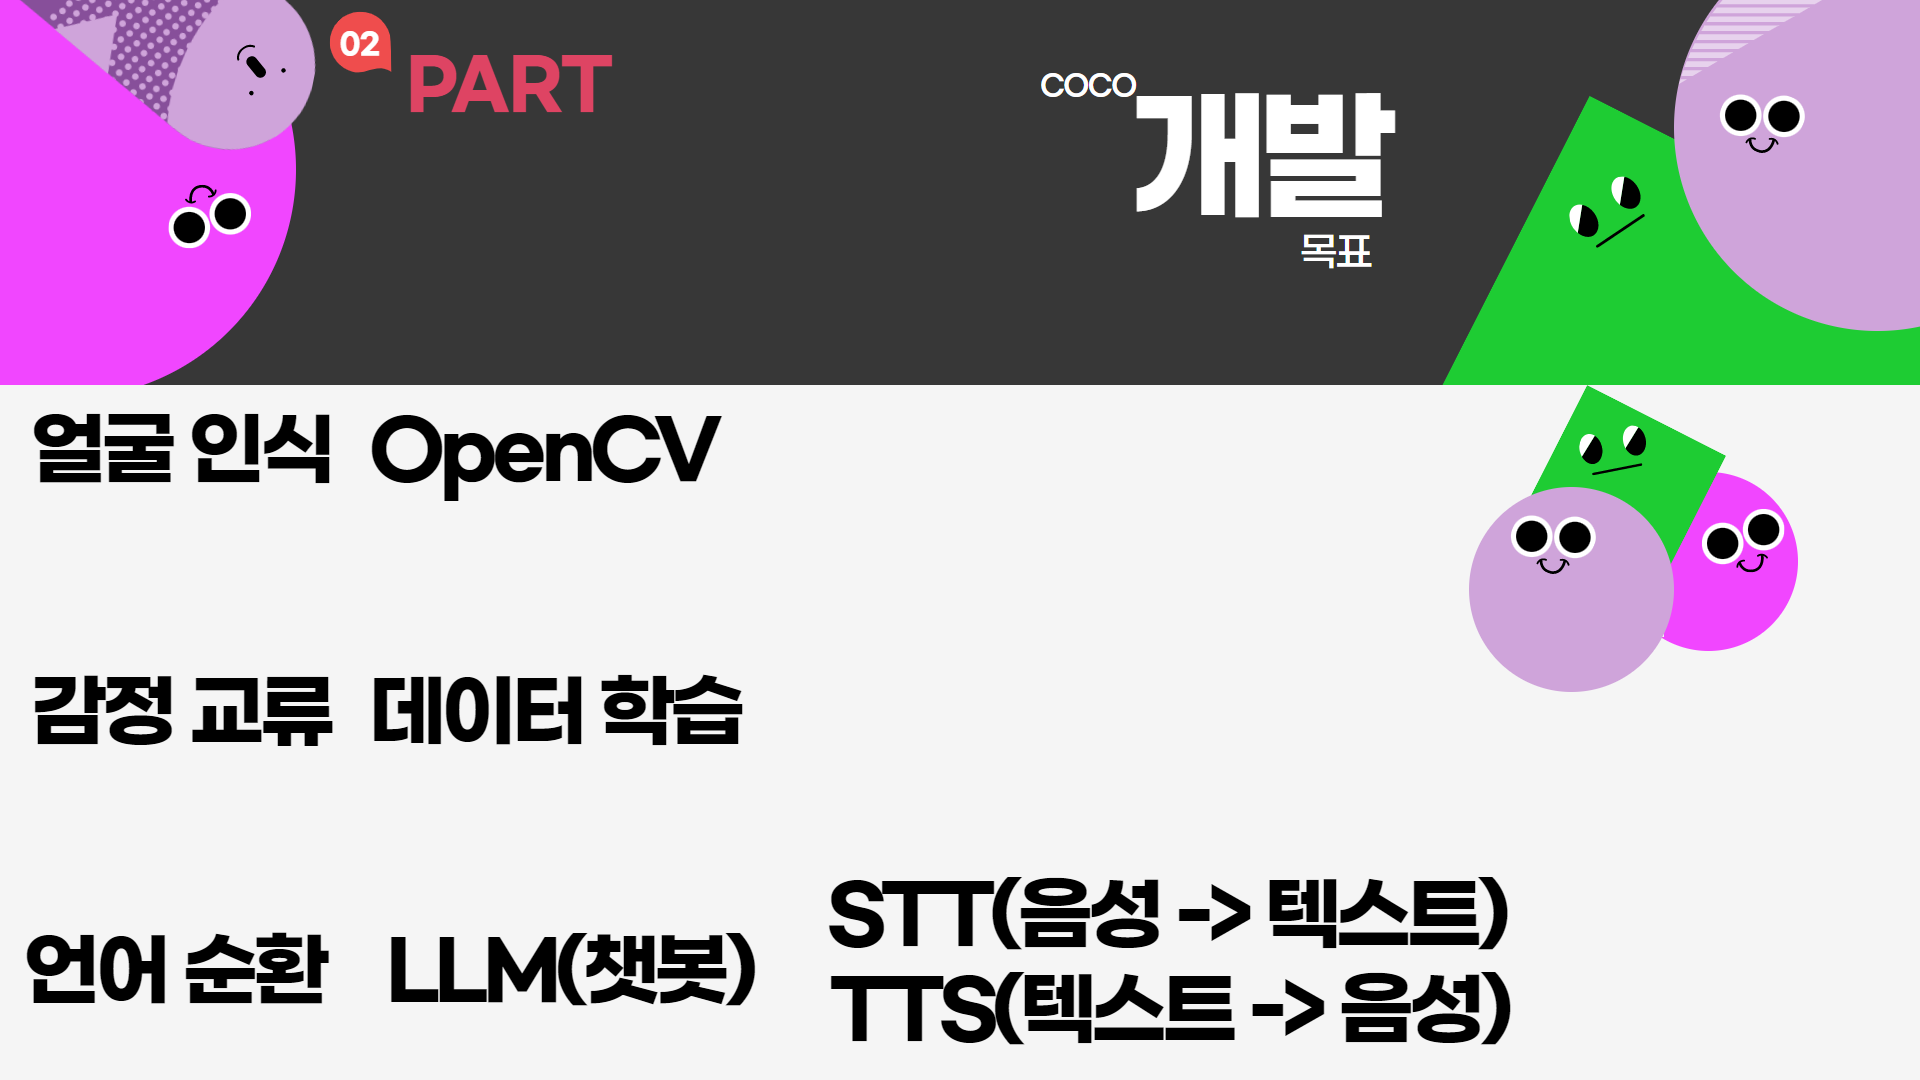 02
PART
COCO
개발
목표
얼굴 인식 OpenCV
감정 교류 데이터 학습
언어 순환 LLM(챗봇)
STT(음성 -> 텍스트)
TTS(텍스트 -> 음성)